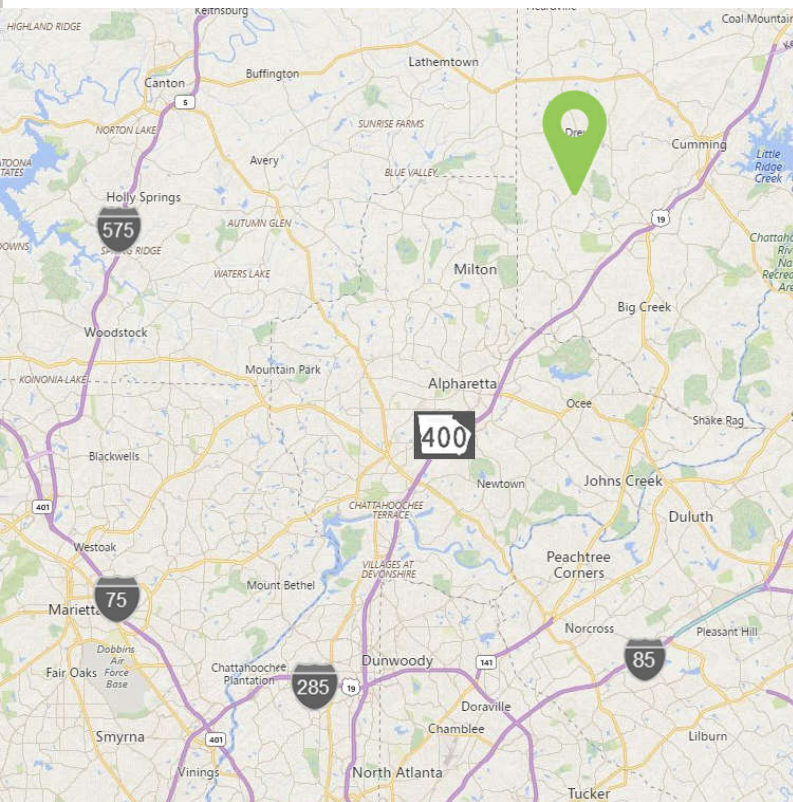 Keithsburg
HIGHLAND RIDGE
Coal Mountain
Lathemtown
Buffington
Canton
5
NORTON LAKE
SUNRISE FARMS
Drew
Cumming
Little
Ridge
Creek
Avery
BLUE VALLEY
Holly Springs
19
AUTUMN GLEN
575
SPRING RIDGE
DOWNS
WATERS LAKE
Milton
Big Creek
Woodstock
Mountain Park
KOINONIA LAKE
Alpharetta
Ocee
Shake Rag
400
Blackwells
Newtown
Johns Creek
401
CHATTAHOOCHEE
TERRACE
Duluth
Westoak
Peachtree
Corners
VILLAGES AT
DEVONSHIRE
Mount Bethel
75
Marietta
Norcross
Pleasant Hill
Dobbins
Air
Force
Base
141
85
Fair Oaks
Chattahoochee
Plantation
Dunwoody
285
19
Doraville
Smyrna
401
Chamblee
Lilburn
Vinings
North Atlanta
Tucker